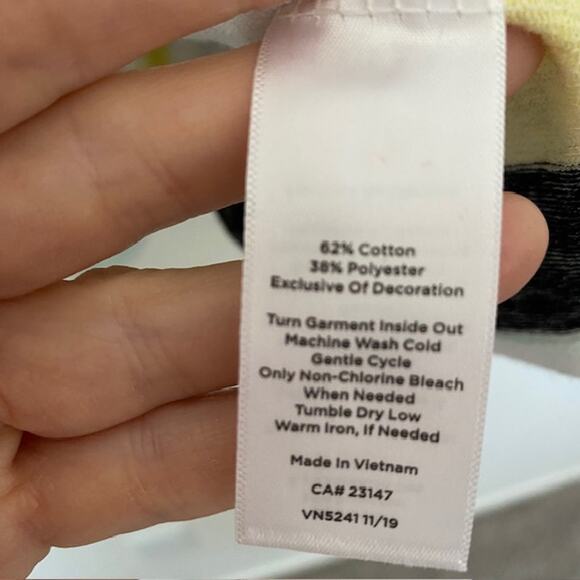 62% Cotton
38% Polyester
Exclusive Of Decoration
Turn Garment Inside Out
Machine Wash Cold
Gentle Cycle
Only Non-Chlorine Bleach
When Needed
Tumble Dry Low
Warm Iron, If Needed
Made In Vietnam
CA# 23147
VN5241 11/19